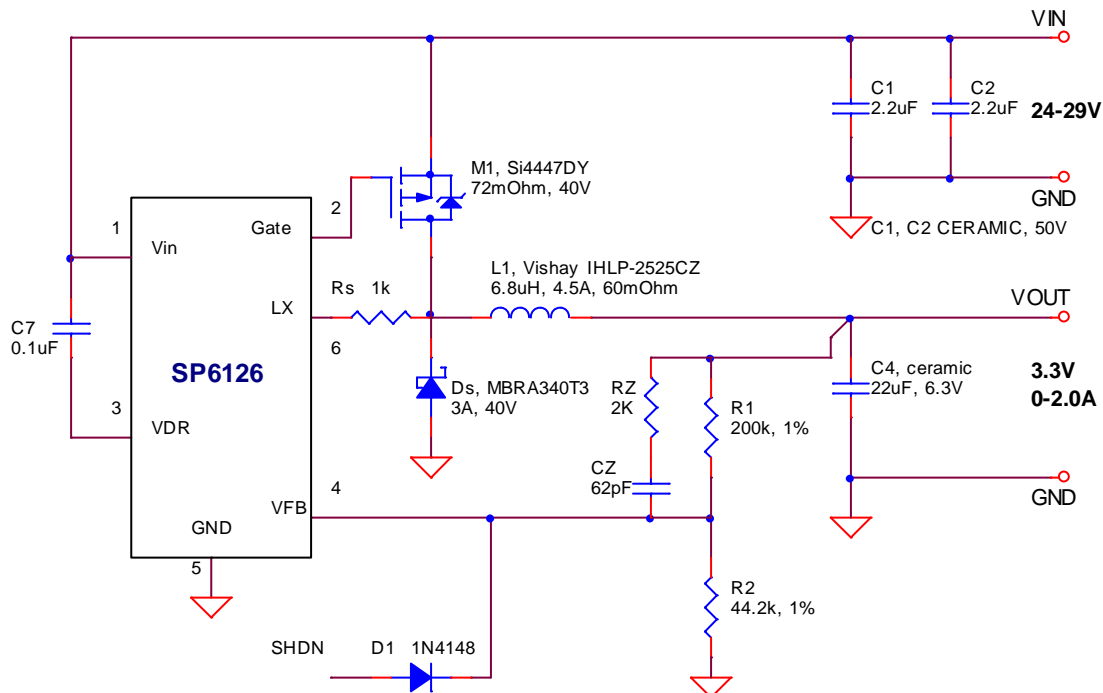 VIN
C1
2.2uF
C2
2.2uF
24-29V
GND
C1, C2 CERAMIC, 50V
M1, Si4447DY
72mOhm, 40V
2
Gate
1
Vin
L1, Vishay IHLP-2525CZ
6.8uH, 4.5A, 60mOhm
Rs 1k
LX
VOUT
C7
0.1uF
6
SP6126
Ds, MBRA340T3
3A, 40V
C4, ceramic
22uF, 6.3V
3.3V
0-2.0A
RZ
2K
R1
200k, 1%
3
VDR
CZ
62pF
4
VFB
GND
GND
5
R2
44.2k, 1%
SHDN
D1 1N4148